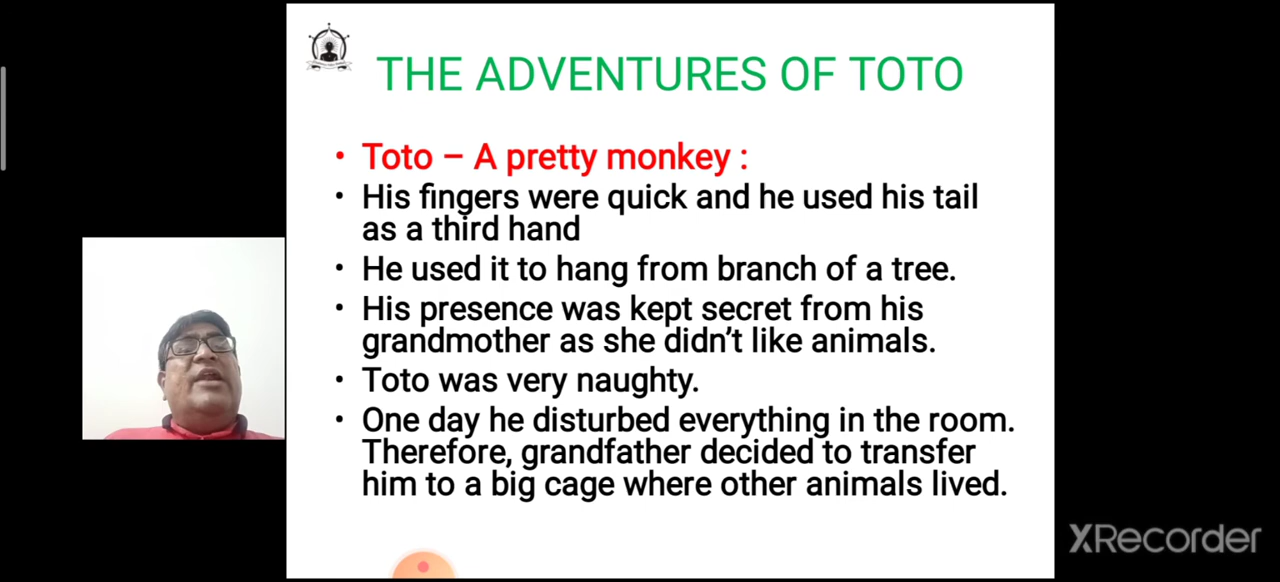 THE ADVENTURES OF TOTO
• Toto – A pretty monkey :
• His fingers were quick and he used his tail
as a third hand
• He used it to hang from branch of a tree.
• His presence was kept secret from his
grandmother as she didn't like animals.
• Toto was very naughty.
• One day he disturbed everything in the room.
Therefore, grandfather decided to transfer
him to a big cage where other animals lived.
XRecorder